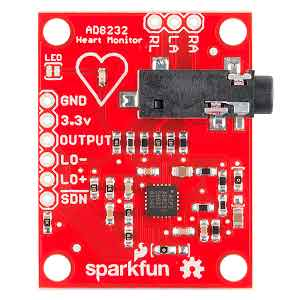 AD8232
Heart Monitor
LED
RL
LA
RA
GND
3.3v
OUTPUT
LO-
LO+
SDN
sparkfun